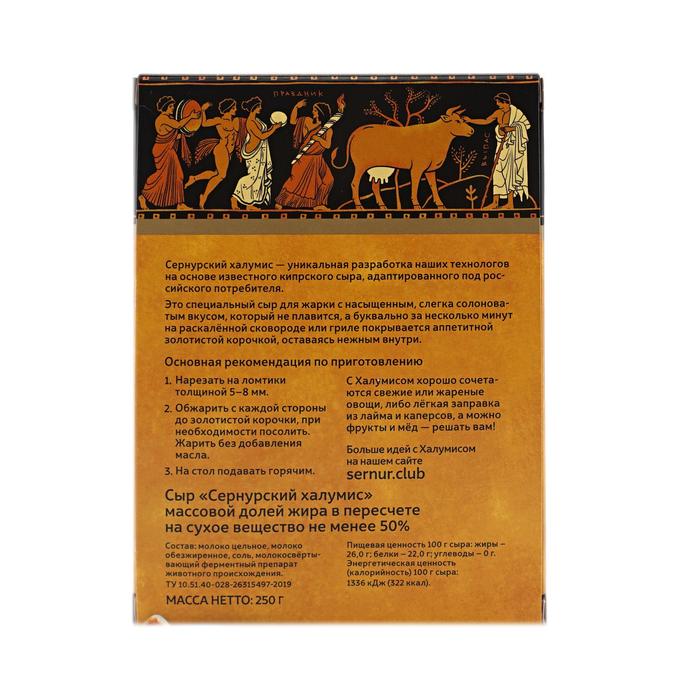 ПРАЗДНИК
ВЫПАС
Сернурский халумис — уникальная разработка наших технологов
на основе известного кипрского сыра, адаптированного под рос-
сийского потребителя.
Это специальный сыр для жарки с насыщенным, слегка солонова-
тым вкусом, который не плавится, а буквально за несколько минут
на раскалённой сковороде или гриле покрывается аппетитной
золотистой корочкой, оставаясь нежным внутри.
Основная рекомендация по приготовлению
1. Нарезать на ломтики
толщиной 5–8 мм.
2. Обжарить с каждой стороны
до золотистой корочки, при
необходимости посолить.
Жарить без добавления
масла.
3. На стол подавать горячим.
С Халумисом хорошо сочета-
ются свежие или жареные
овощи, либо лёгкая заправка
из лайма и каперсов, а можно
фрукты и мёд — решать вам!
Больше идей с Халумисом
на нашем сайте
sernur.club
Сыр «Сернурский халумис»
массовой долей жира в пересчете
на сухое вещество не менее 50%
Состав: молоко цельное, молоко
обезжиренное, соль, молокосвёрты-
вающий ферментный препарат
животного происхождения.
ТУ 10.51.40-028-26315497-2019
МАССА НЕТТО: 250 Г
Пищевая ценность 100 г сыра: жиры –
26,0 г; белки – 22,0 г; углеводы – 0 г.
Энергетическая ценность
(калорийность) 100 г сыра:
1336 кДж (322 ккал).